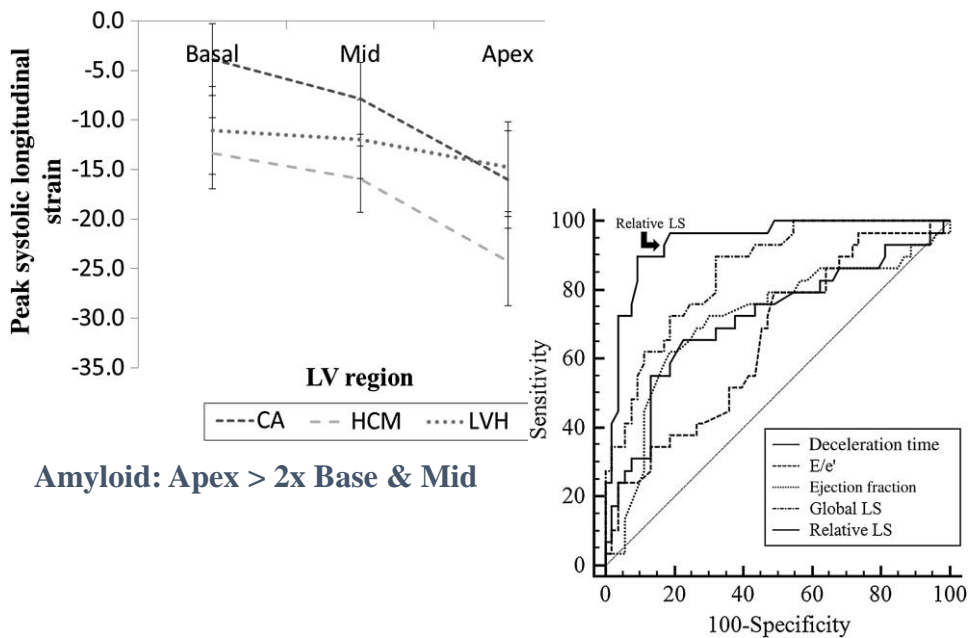 0.0
-5.0
-10.0
-15.0
-20.0
-25.0
-30.0
-35.0
Peak systolic longitudinal
strain
Basal Mid Apex
LV region
CA HCM LVH
Amyloid: Apex > 2x Base & Mid
Relative LS
100
80
60
40
20
0
Sensitivity
Deceleration time
E/e'
Ejection fraction
Global LS
Relative LS
0 20 40 60 80 100
100-Specificity